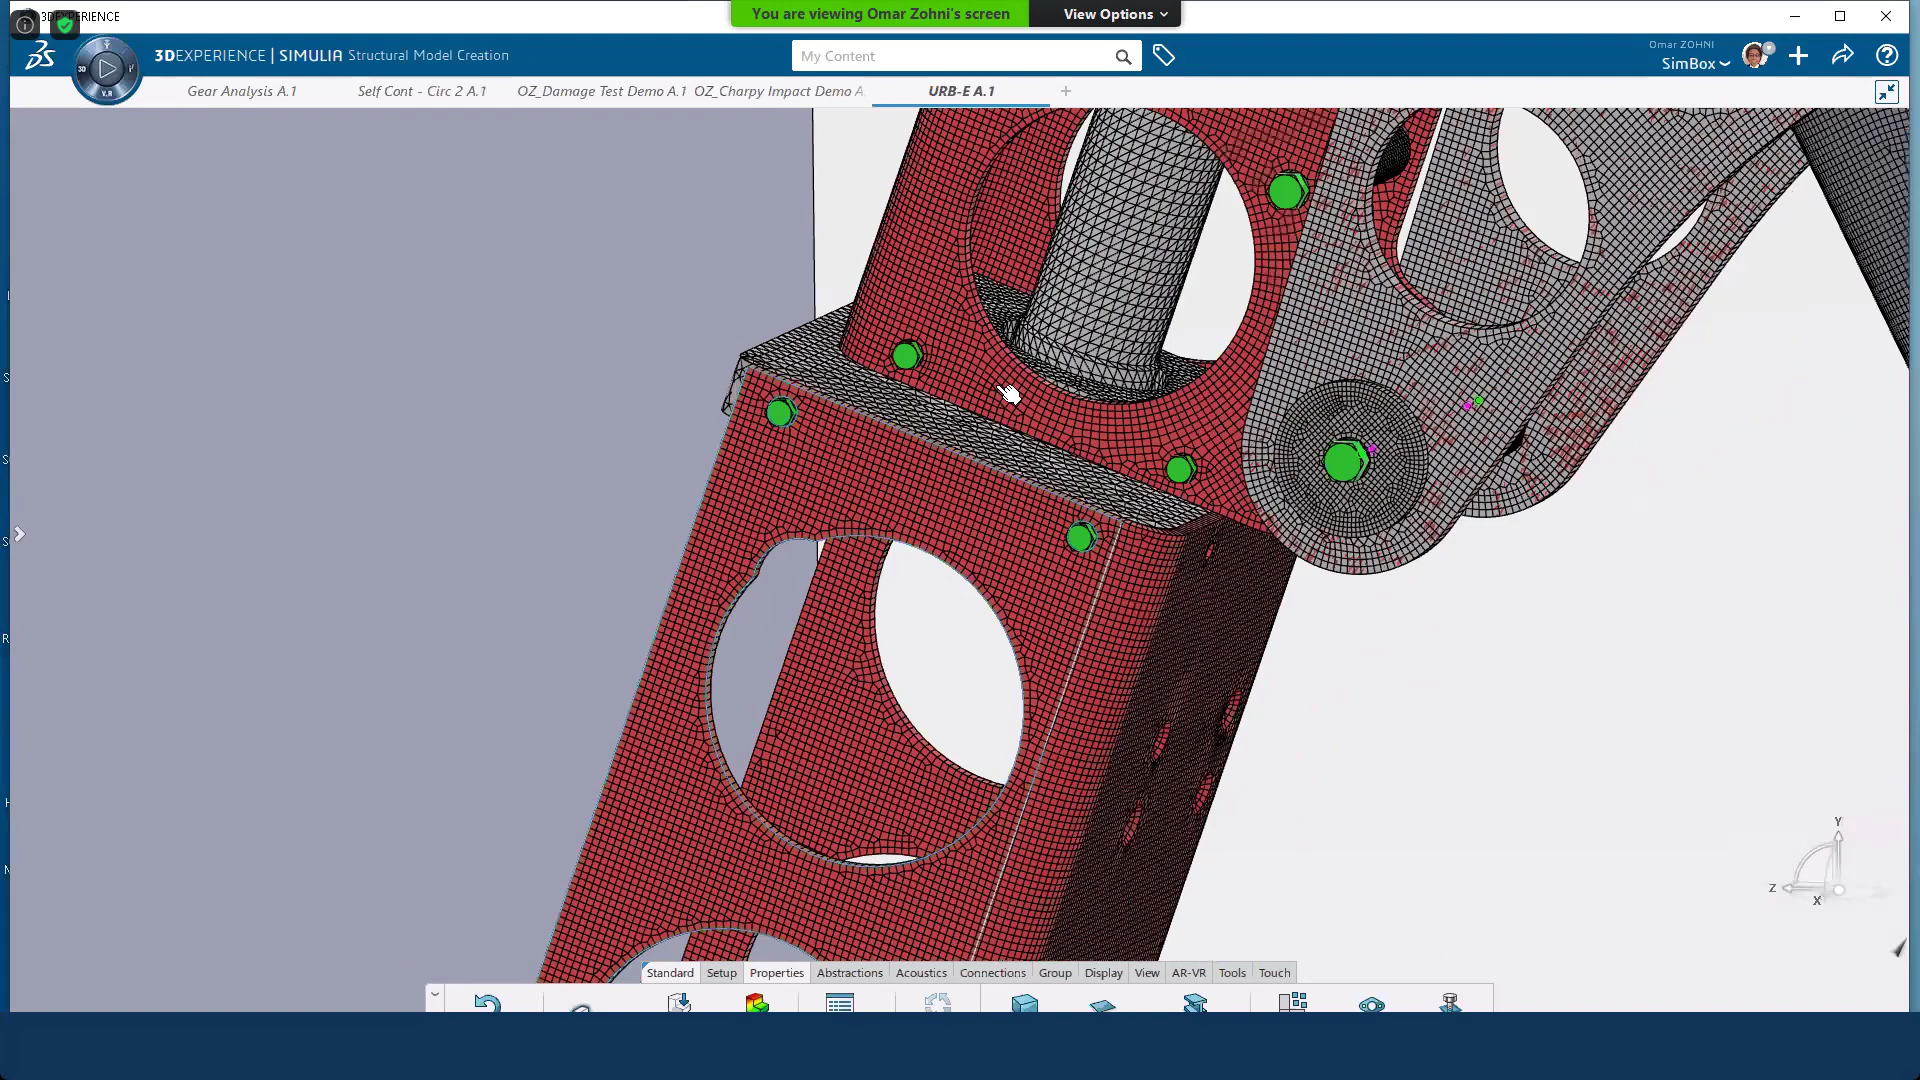 3DEXPERIENCE
You are viewing Omar Zohni's screen
View Options
3DEXPERIENCE | SIMULIA Structural Model Creation
My Content
Omar ZOHNI
SimBox
3D
V.R
Gear Analysis A.1
Self Cont - Circ 2 A.1
OZ_Damage Test Demo A.1
OZ_Charpy Impact Demo A
URB-E A.1
Y
Z
X
Standard
Setup
Properties
Abstractions
Acoustics
Connections
Group
Display
View
AR-VR
Tools
Touch